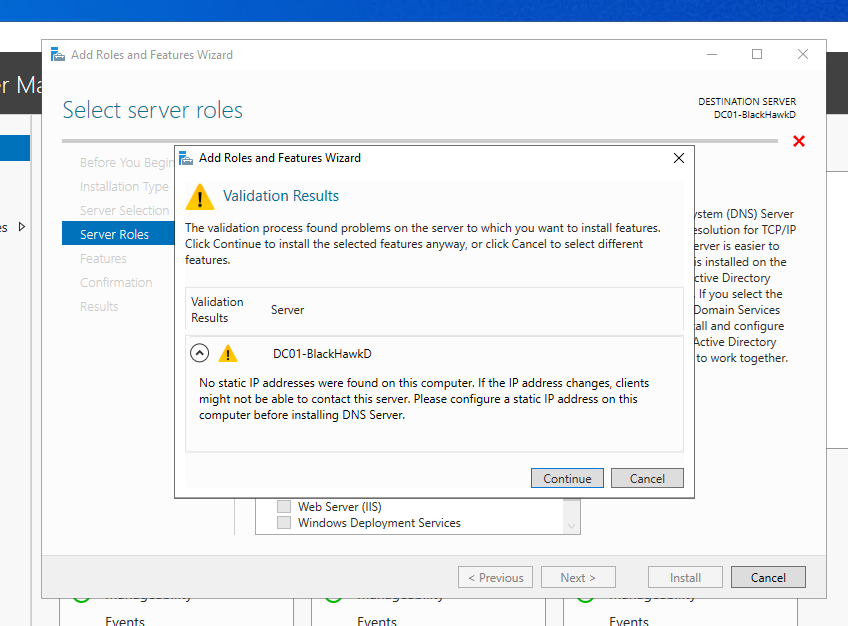 Add Roles and Features Wizard
er Ma
Select server roles
DESTINATION SERVER
DC01-BlackHawkD
Before You Begin
Installation Type
Server Selection
Server Roles
Features
Confirmation
Results
es
Add Roles and Features Wizard
Validation Results
The validation process found problems on the server to which you want to install features.
Click Continue to install the selected features anyway, or click Cancel to select different
features.
Validation
Results
Server
DC01-BlackHawkD
No static IP addresses were found on this computer. If the IP address changes, clients
might not be able to contact this server. Please configure a static IP address on this
computer before installing DNS Server.
Continue
Cancel
ystem (DNS) Server
esolution for TCP/IP
erver is easier to
is installed on the
ctive Directory
. If you select the
Domain Services
all and configure
Active Directory
to work together.
Web Server (IIS)
Windows Deployment Services
< Previous
Next >
Install
Cancel
Manageability
Manageability
Manageability
Events
Events
Events